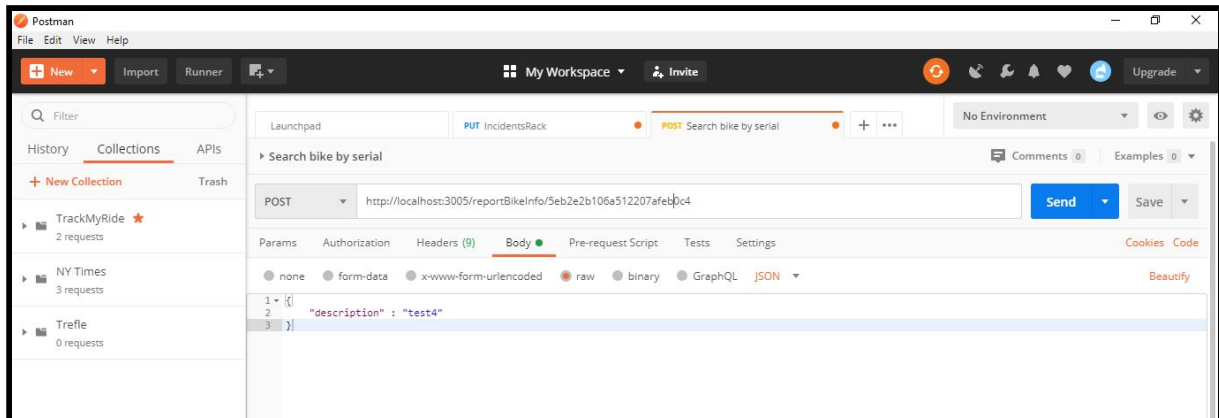 Postman
File Edit View Help
New Import Runner My Workspace Invite Upgrade
Filter
History Collections APIs
+ New Collection Trash
TrackMyRide
2 requests
NY Times
3 requests
Trefle
0 requests
Launchpad PUT IncidentsRack POST Search bike by serial + ••• No Environment
Search bike by serial Comments 0 Examples 0
POST http://localhost:3005/reportBikeInfo/5eb2e2b106a512207afeb0c4 Send Save
Params Authorization Headers (9) Body Pre-request Script Tests Settings Cookies Code
none form-data x-www-form-urlencoded raw binary GraphQL JSON Beautify
1 {
2 "description" : "test4"
3 }